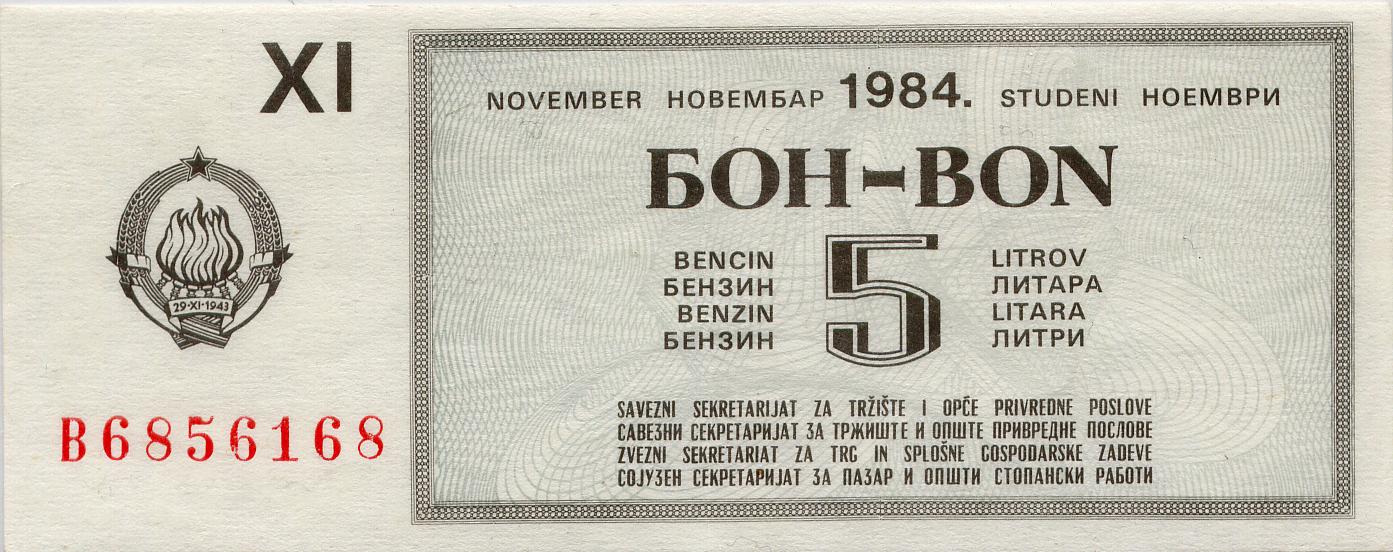 XI
NOVEMBER НОВЕМБАР 1984. STUDENI НОЕМВРИ
БОН-BON
BENCIN
БЕНЗИН
BENZIN
БЕНЗИН
5
LITROV
ЛИТАРА
LITARA
ЛИТРИ
29·XI·1943
B6856168
SAVEZNI SEKRETARIJAT ZA TRŽIŠTE I OPĆE PRIVREDNE POSLOVE
САВЕЗНИ СЕКРЕТАРИЈАТ ЗА ТРЖИШТЕ И ОПШТЕ ПРИВРЕДНЕ ПОСЛОВЕ
ZVEZNI SEKRETARIAT ZA TRG IN SPLOŠNE GOSPODARSKE ZADEVE
СОЈУЗЕН СЕКРЕТАРИЈАТ ЗА ПАЗАР И ОПШТИ СТОПАНСКИ РАБОТИ